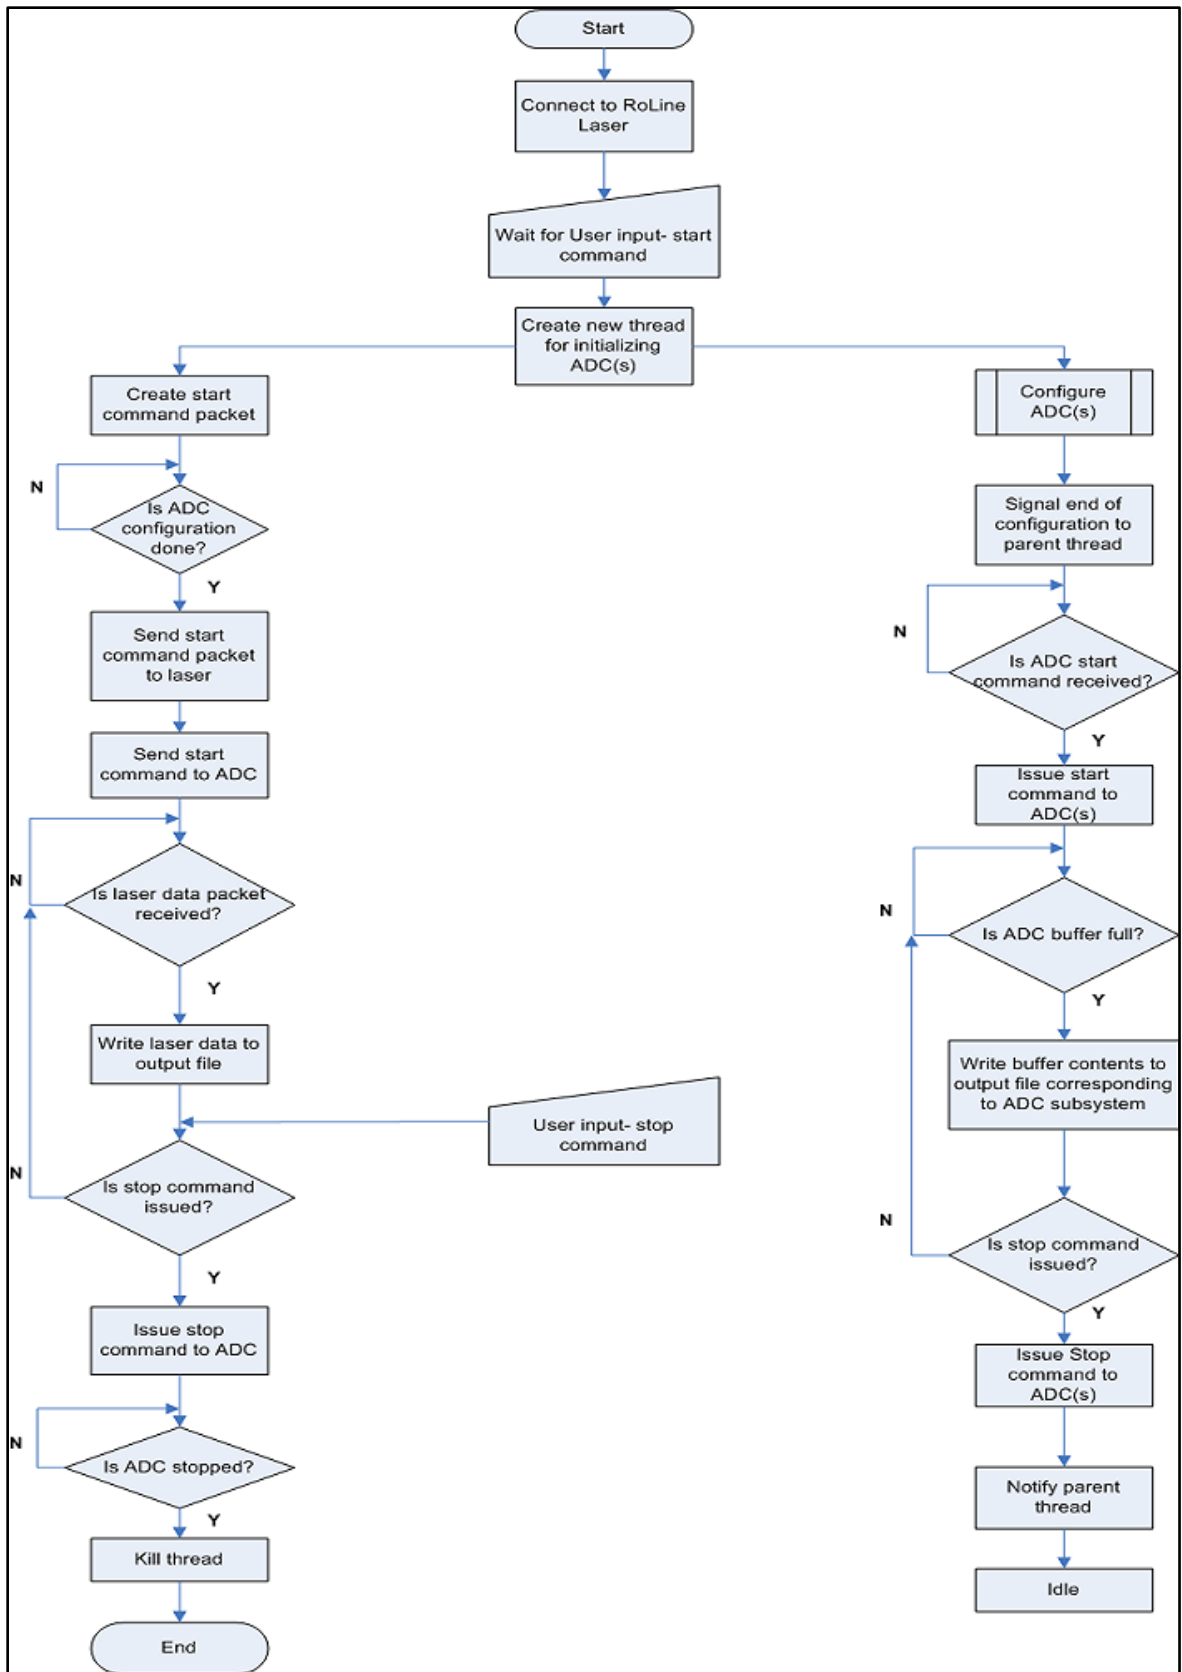 Start
Connect to RoLine
Laser
Wait for User input- start
command
Create new thread
for initializing
ADC(s)
Create start
command packet
N
Is ADC
configuration
done?
Y
Send start
command packet
to laser
Send start
command to ADC
N
Is laser data packet
received?
Y
Write laser data to
output file
User input- stop
command
N
Is stop command
issued?
Y
Issue stop
command to ADC
N
Is ADC stopped?
Y
Kill thread
End
Configure
ADC(s)
Signal end of
configuration to
parent thread
N
Is ADC start
command received?
Y
Issue start
command to
ADC(s)
N
Is ADC buffer full?
Y
Write buffer contents to
output file corresponding
to ADC subsystem
N
Is stop command
issued?
Y
Issue Stop
command to
ADC(s)
Notify parent
thread
Idle